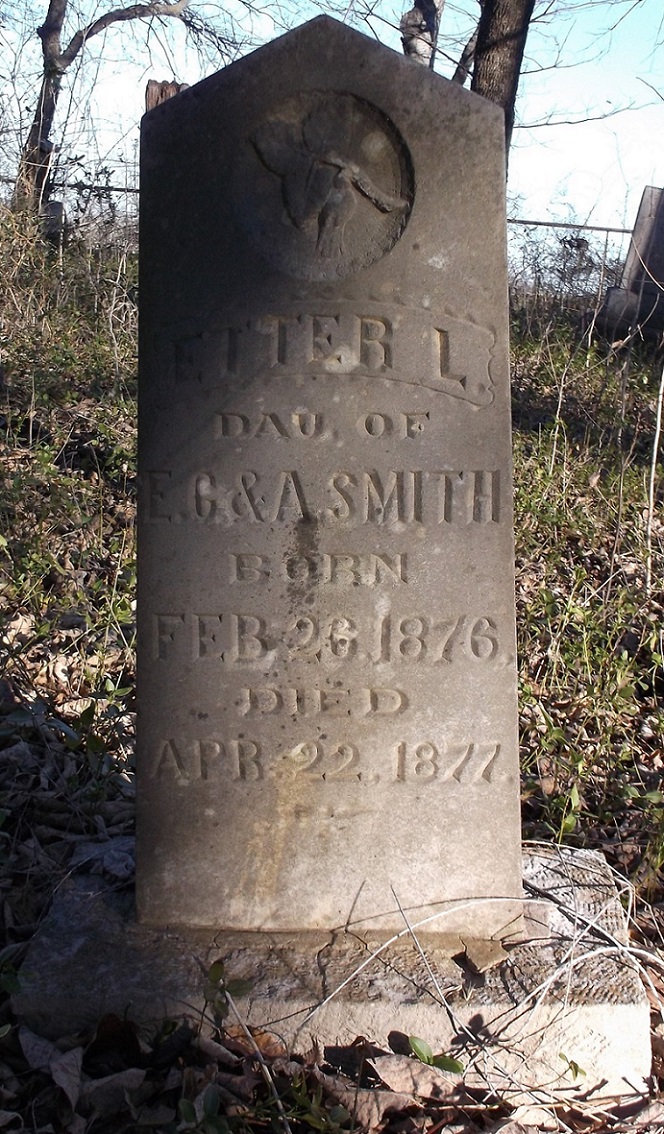 ETTER L.
DAU. OF
E. C. & A. SMITH
BORN
FEB. 26. 1876.
DIED
APR. 22, 1877.